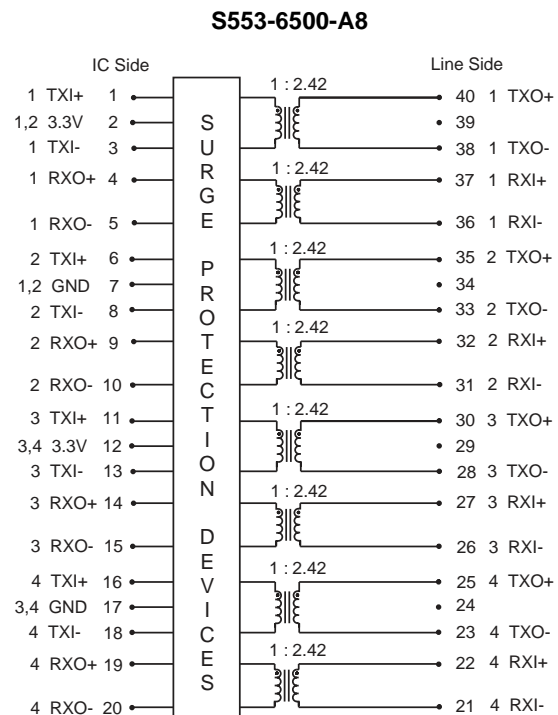 S553-6500-A8
IC Side Line Side
1 : 2.42
1 TXI+ 1 40 1 TXO+
1,2 3.3V 2 39
1 TXI- 3 38 1 TXO-
1 : 2.42
1 RXO+ 4 37 1 RXI+
1 RXO- 5 36 1 RXI-
1 : 2.42
2 TXI+ 6 35 2 TXO+
1,2 GND 7 34
2 TXI- 8 33 2 TXO-
1 : 2.42
2 RXO+ 9 32 2 RXI+
2 RXO- 10 31 2 RXI-
1 : 2.42
3 TXI+ 11 30 3 TXO+
3,4 3.3V 12 29
3 TXI- 13 28 3 TXO-
1 : 2.42
3 RXO+ 14 27 3 RXI+
3 RXO- 15 26 3 RXI-
1 : 2.42
4 TXI+ 16 25 4 TXO+
3,4 GND 17 24
4 TXI- 18 23 4 TXO-
1 : 2.42
4 RXO+ 19 22 4 RXI+
4 RXO- 20 21 4 RXI-
SURGE PROTECTION DEVICES